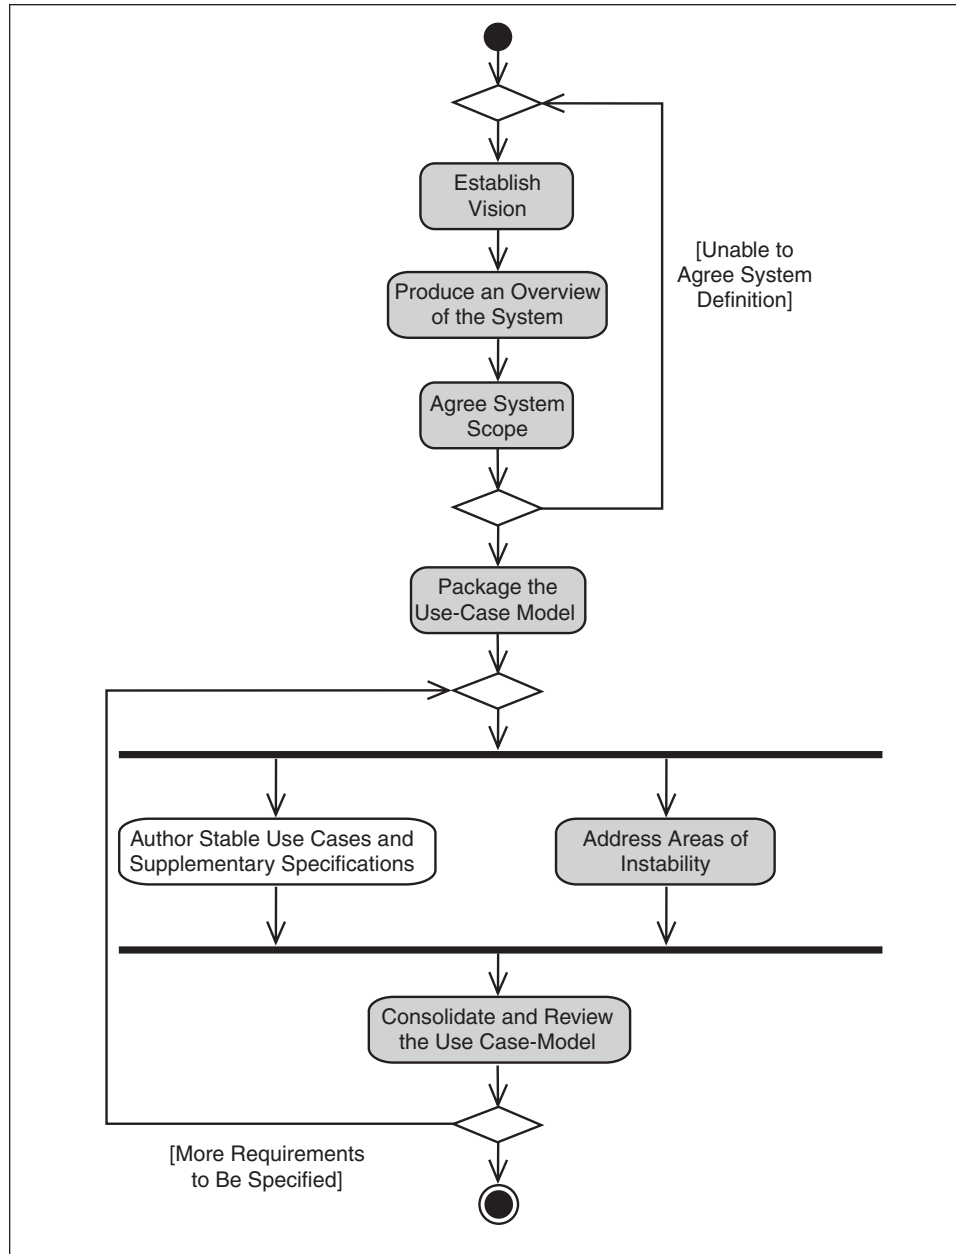 Establish
Vision
[Unable to
Agree System
Definition]
Produce an Overview
of the System
Agree System
Scope
Package the
Use-Case Model
Author Stable Use Cases and
Supplementary Specifications
Address Areas of
Instability
Consolidate and Review
the Use Case-Model
[More Requirements
to Be Specified]